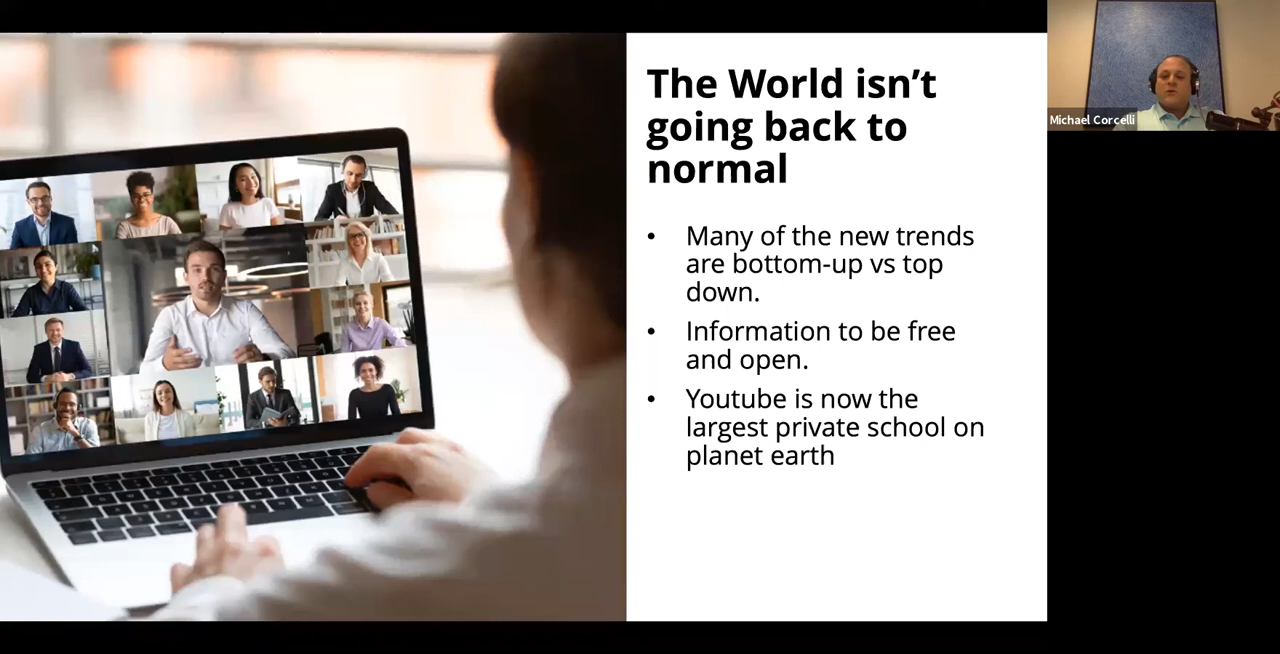 The World isn’t
going back to
normal
• Many of the new trends
are bottom-up vs top
down.
• Information to be free
and open.
• Youtube is now the
largest private school on
planet earth
Michael Corcelli